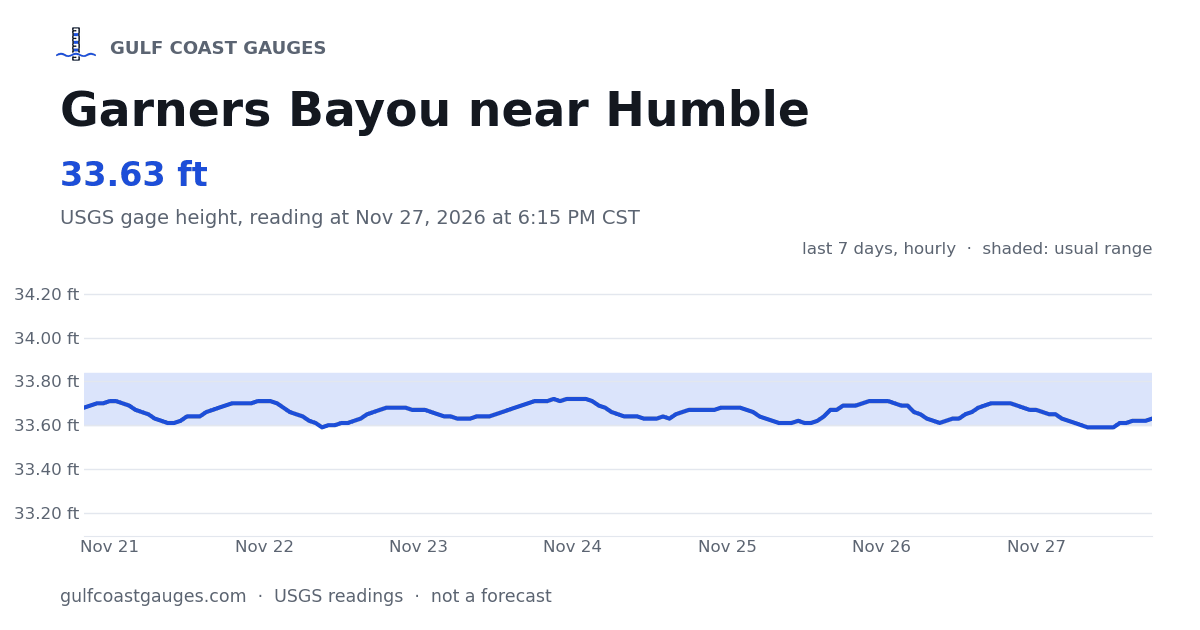 GULF COAST GAUGES
Garners Bayou near Humble
33.63 ft
USGS gage height, reading at Nov 27, 2026 at 6:15 PM CST
last 7 days, hourly · shaded: usual range
34.20 ft
34.00 ft
33.80 ft
33.60 ft
33.40 ft
33.20 ft
Nov 21 Nov 22 Nov 23 Nov 24 Nov 25 Nov 26 Nov 27
gulfcoastgauges.com · USGS readings · not a forecast